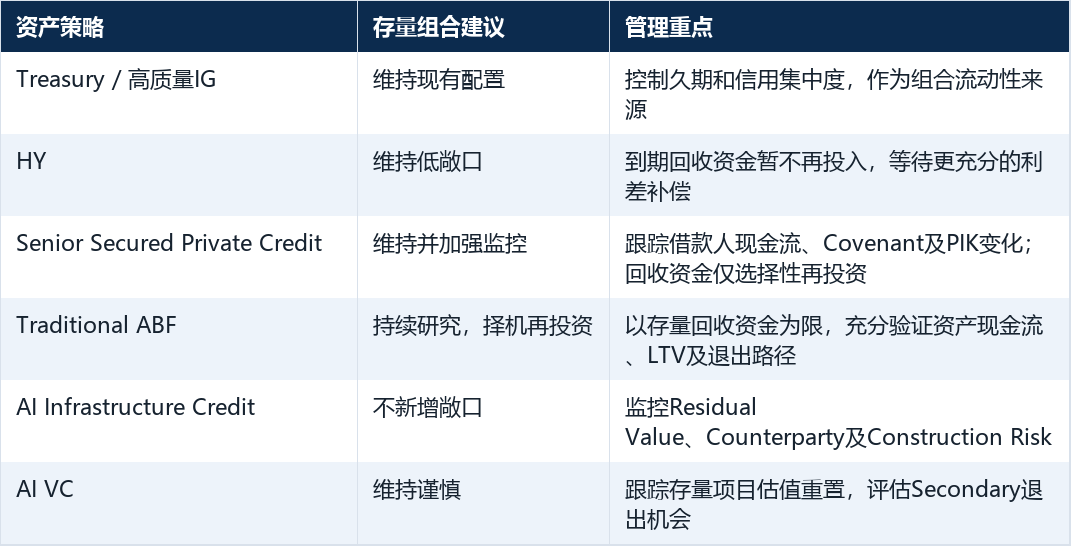 资产策略 存量组合建议 管理重点
Treasury / 高质量IG 维持现有配置 控制久期和信用集中度，作为组合流动性来
源
HY 维持低敞口 到期回收资金暂不再投入，等待更充分的利
差补偿
Senior Secured Private Credit 维持并加强监控 跟踪借款人现金流、Covenant及PIK变化；
回收资金仅选择性再投资
Traditional ABF 持续研究，择机再投资 以存量回收资金为限，充分验证资产现金流
、LTV及退出路径
AI Infrastructure Credit 不新增敞口 监控Residual
Value、Counterparty及Construction Risk
AI VC 维持谨慎 跟踪存量项目估值重置，评估Secondary退
出机会